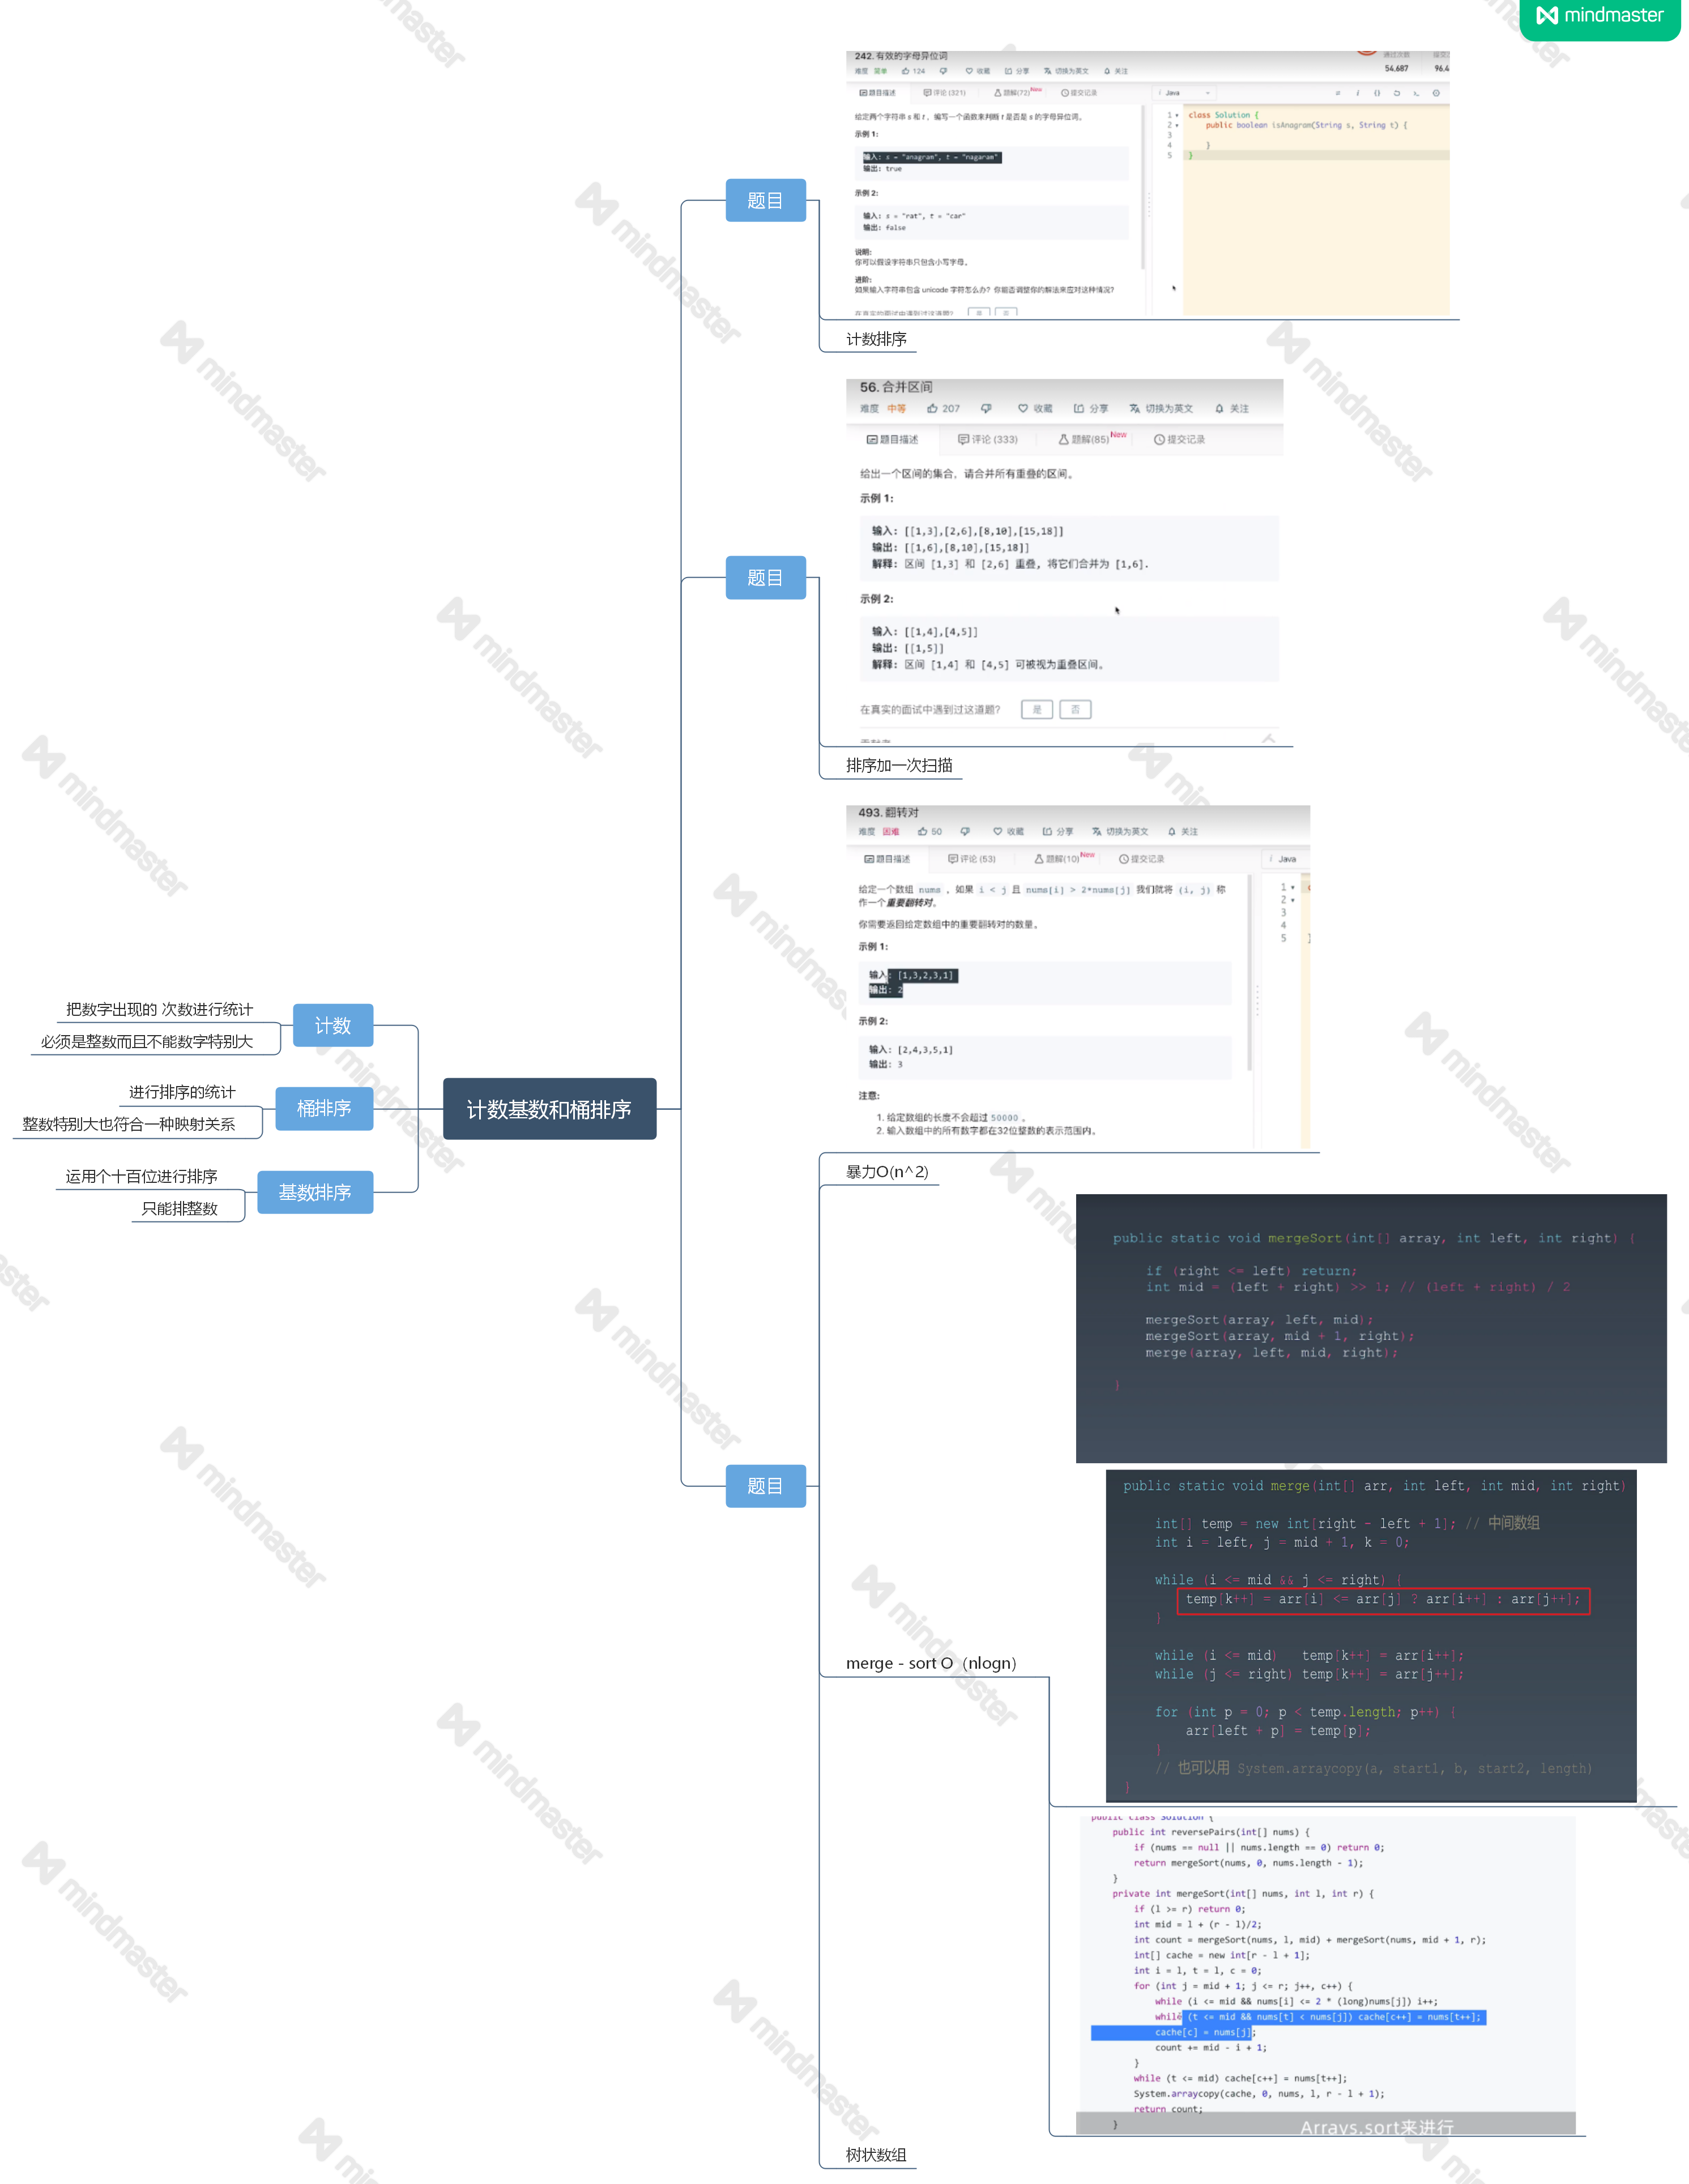 mindmaster
242. 有效的字母异位词
难度 简单 124 收藏 分享 切换为英文 关注
通过次数
54,687 96.4
题目描述 评论 (321) 题解(72) New 提交记录
Java
给定两个字符串 s 和 t ，编写一个函数来判断 t 是否是 s 的字母异位词。
示例 1:
输入: s = "anagram", t = "nagaram"
输出: true
示例 2:
输入: s = "rat", t = "car"
输出: false
说明:
你可以假设字符串只包含小写字母。
进阶:
如果输入字符串包含 unicode 字符怎么办？你能否调整你的解法来应对这种情况？
在真实的面试中遇到过这道题？ 是 否
1 class Solution {
2 public boolean isAnagram(String s, String t) {
3
4 }
5 }
题目
计数排序
56. 合并区间
难度 中等 207 收藏 分享 切换为英文 关注
题目描述 评论 (333) 题解(85) New 提交记录
给出一个区间的集合，请合并所有重叠的区间。
示例 1:
输入: [[1,3],[2,6],[8,10],[15,18]]
输出: [[1,6],[8,10],[15,18]]
解释: 区间 [1,3] 和 [2,6] 重叠, 将它们合并为 [1,6].
示例 2:
输入: [[1,4],[4,5]]
输出: [[1,5]]
解释: 区间 [1,4] 和 [4,5] 可被视为重叠区间。
在真实的面试中遇到过这道题？ 是 否
题目
排序加一次扫描
493. 翻转对
难度 困难 50 收藏 分享 切换为英文 关注
题目描述 评论 (53) 题解(10) New 提交记录
Java
给定一个数组 nums ，如果 i < j 且 nums[i] > 2*nums[j] 我们就将 (i, j) 称
作一个重要翻转对。
你需要返回给定数组中的重要翻转对的数量。
示例 1:
输入: [1,3,2,3,1]
输出: 2
示例 2:
输入: [2,4,3,5,1]
输出: 3
注意:
1. 给定数组的长度不会超过 50000 。
2. 输入数组中的所有数字都在32位整数的表示范围内。
1
2
3
4
5
把数字出现的 次数进行统计
必须是整数而且不能数字特别大
计数
进行排序的统计
整数特别大也符合一种映射关系
桶排序
计数基数和桶排序
运用个十百位进行排序
只能排整数
基数排序
暴力O(n^2)
public static void mergeSort(int[] array, int left, int right) {
if (right <= left) return;
int mid = (left + right) >> 1; // (left + right) / 2
mergeSort(array, left, mid);
mergeSort(array, mid + 1, right);
merge(array, left, mid, right);
}
题目
public static void merge(int[] arr, int left, int mid, int right)
int[] temp = new int[right - left + 1]; // 中间数组
int i = left, j = mid + 1, k = 0;
while (i <= mid && j <= right) {
temp[k++] = arr[i] <= arr[j] ? arr[i++] : arr[j++];
}
while (i <= mid) temp[k++] = arr[i++];
while (j <= right) temp[k++] = arr[j++];
for (int p = 0; p < temp.length; p++) {
arr[left + p] = temp[p];
}
// 也可以用 System.arraycopy(a, start1, b, start2, length)
}
merge - sort O（nlogn）
public class Solution {
public int reversePairs(int[] nums) {
if (nums == null || nums.length == 0) return 0;
return mergeSort(nums, 0, nums.length - 1);
}
private int mergeSort(int[] nums, int l, int r) {
if (l >= r) return 0;
int mid = l + (r - l)/2;
int count = mergeSort(nums, l, mid) + mergeSort(nums, mid + 1, r);
int[] cache = new int[r - l + 1];
int i = l, t = l, c = 0;
for (int j = mid + 1; j <= r; j++, c++) {
while (i <= mid && nums[i] <= 2 * (long)nums[j]) i++;
while (t <= mid && nums[t] < nums[j]) cache[c++] = nums[t++];
cache[c] = nums[j];
count += mid - i + 1;
}
while (t <= mid) cache[c++] = nums[t++];
System.arraycopy(cache, 0, nums, l, r - l + 1);
return count;
}
Arrays.sort来进行
树状数组